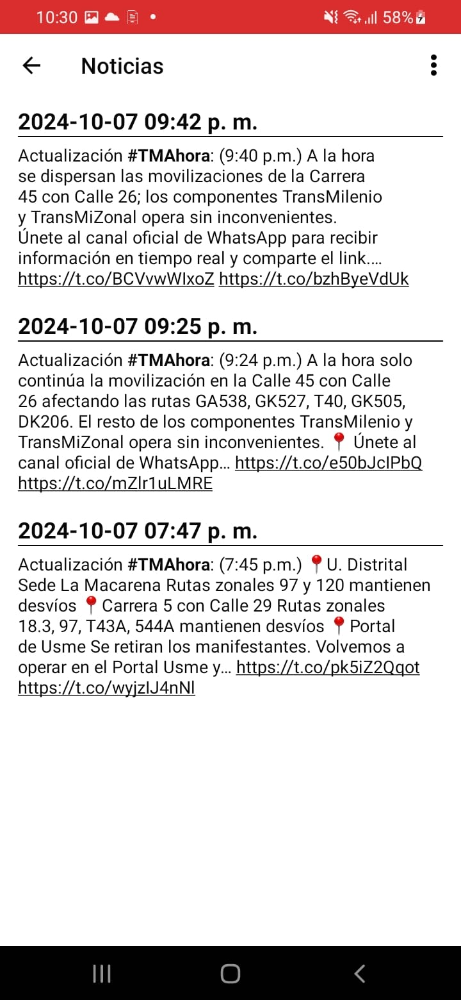 10:30
58%
Noticias
2024-10-07 09:42 p. m.
Actualización #TMAhora: (9:40 p.m.) A la hora
se dispersan las movilizaciones de la Carrera
45 con Calle 26; los componentes TransMilenio
y TransMiZonal opera sin inconvenientes.
Únete al canal oficial de WhatsApp para recibir
información en tiempo real y comparte el link....
https://t.co/BCVvwWIxoZ https://t.co/bzhByeVdUk
2024-10-07 09:25 p. m.
Actualización #TMAhora: (9:24 p.m.) A la hora solo
continúa la movilización en la Calle 45 con Calle
26 afectando las rutas GA538, GK527, T40, GK505,
DK206. El resto de los componentes TransMilenio y
TransMiZonal opera sin inconvenientes. 📍 Únete al
canal oficial de WhatsApp... https://t.co/e50bJcIPbQ
https://t.co/mZlr1uLMRE
2024-10-07 07:47 p. m.
Actualización #TMAhora: (7:45 p.m.) 📍U. Distrital
Sede La Macarena Rutas zonales 97 y 120 mantienen
desvíos 📍Carrera 5 con Calle 29 Rutas zonales
18.3, 97, T43A, 544A mantienen desvíos 📍Portal
de Usme Se retiran los manifestantes. Volvemos a
operar en el Portal Usme y... https://t.co/pk5iZ2Qqot
https://t.co/wyjzlJ4nNl